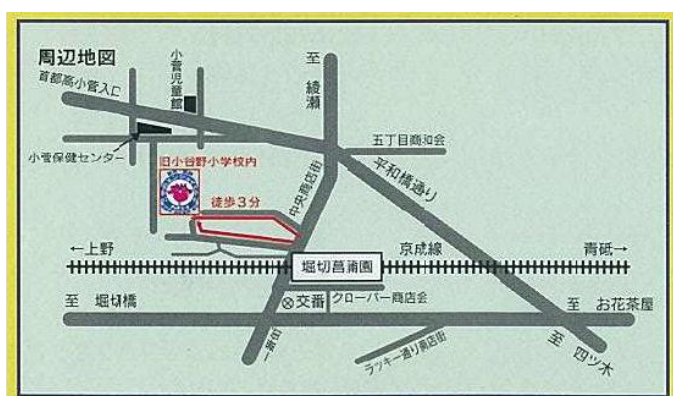 周辺地図
首都高小菅入口
小菅児童館
至 綾瀬
五丁目商和会
小菅保健センター
旧小谷野小学校内
徒歩3分
中央商店街
平和橋通り
←上野
堀切菖蒲園
京成線
青砥→
至 堀切橋
交番
クローバー商店会
至 お花茶屋
一番街
ラッキー通り商店街
至 四ツ木